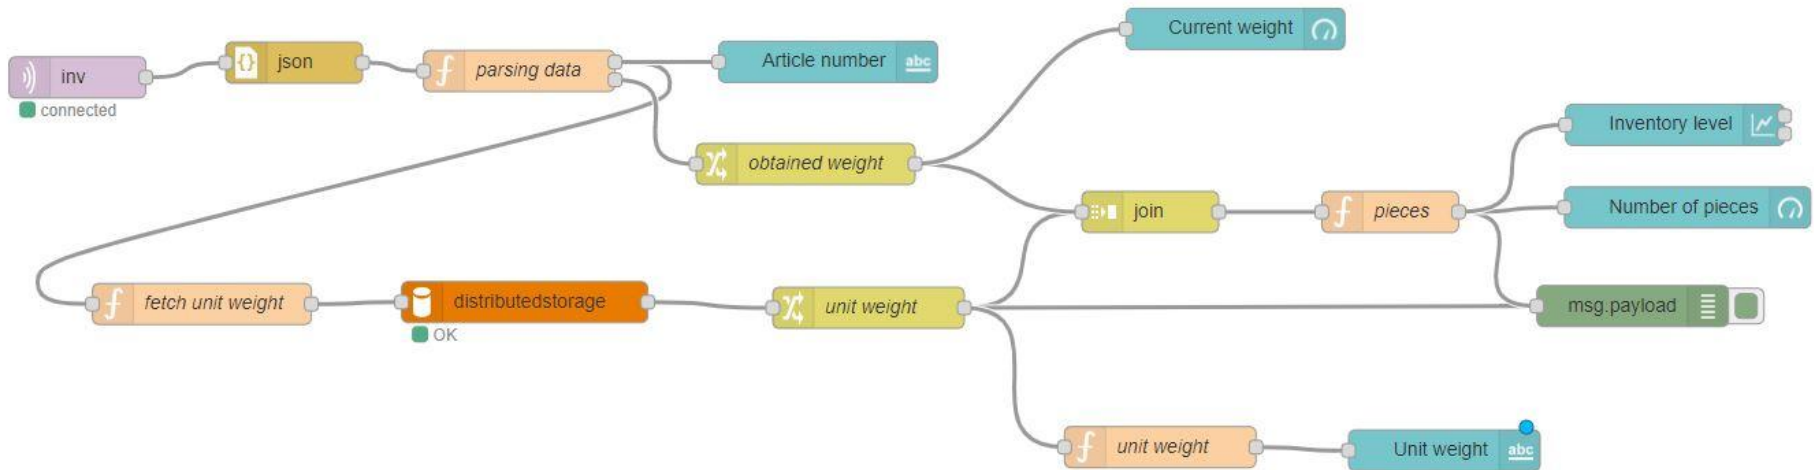 Current weight
inv
json
parsing data
Article number
abc
connected
obtained weight
Inventory level
join
pieces
Number of pieces
fetch unit weight
distributedstorage
unit weight
msg.payload
OK
unit weight
Unit weight
abc